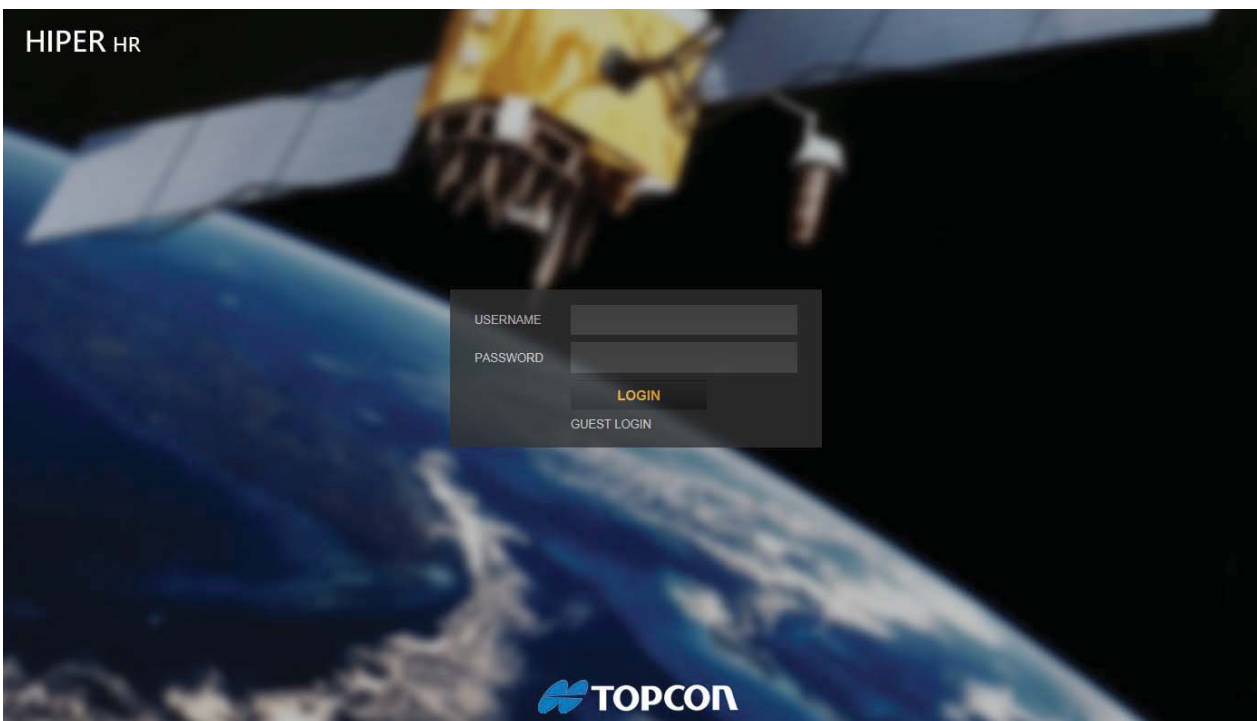 HIPER HR
USERNAME
PASSWORD
LOGIN
GUEST LOGIN
TOPCON